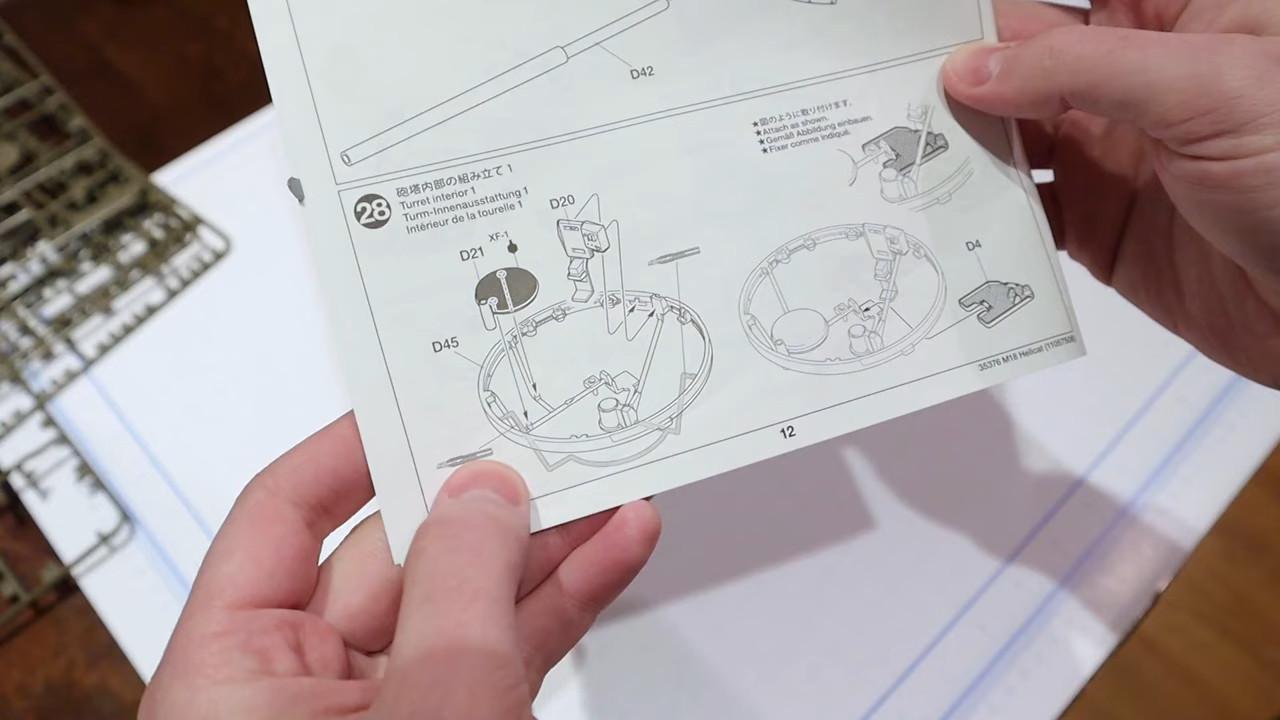 D42
★図のように取り付けます。
★Attach as shown.
★Gemäß Abbildung einbauen.
★Fixer comme indiqué.
28
砲塔内部の組み立て 1
Turret interior 1
Turm-Innenausstattung 1
Intérieur de la tourelle 1
D20
XF-1
D21
D4
D45
35376 M18 Hellcat (11057508)
12